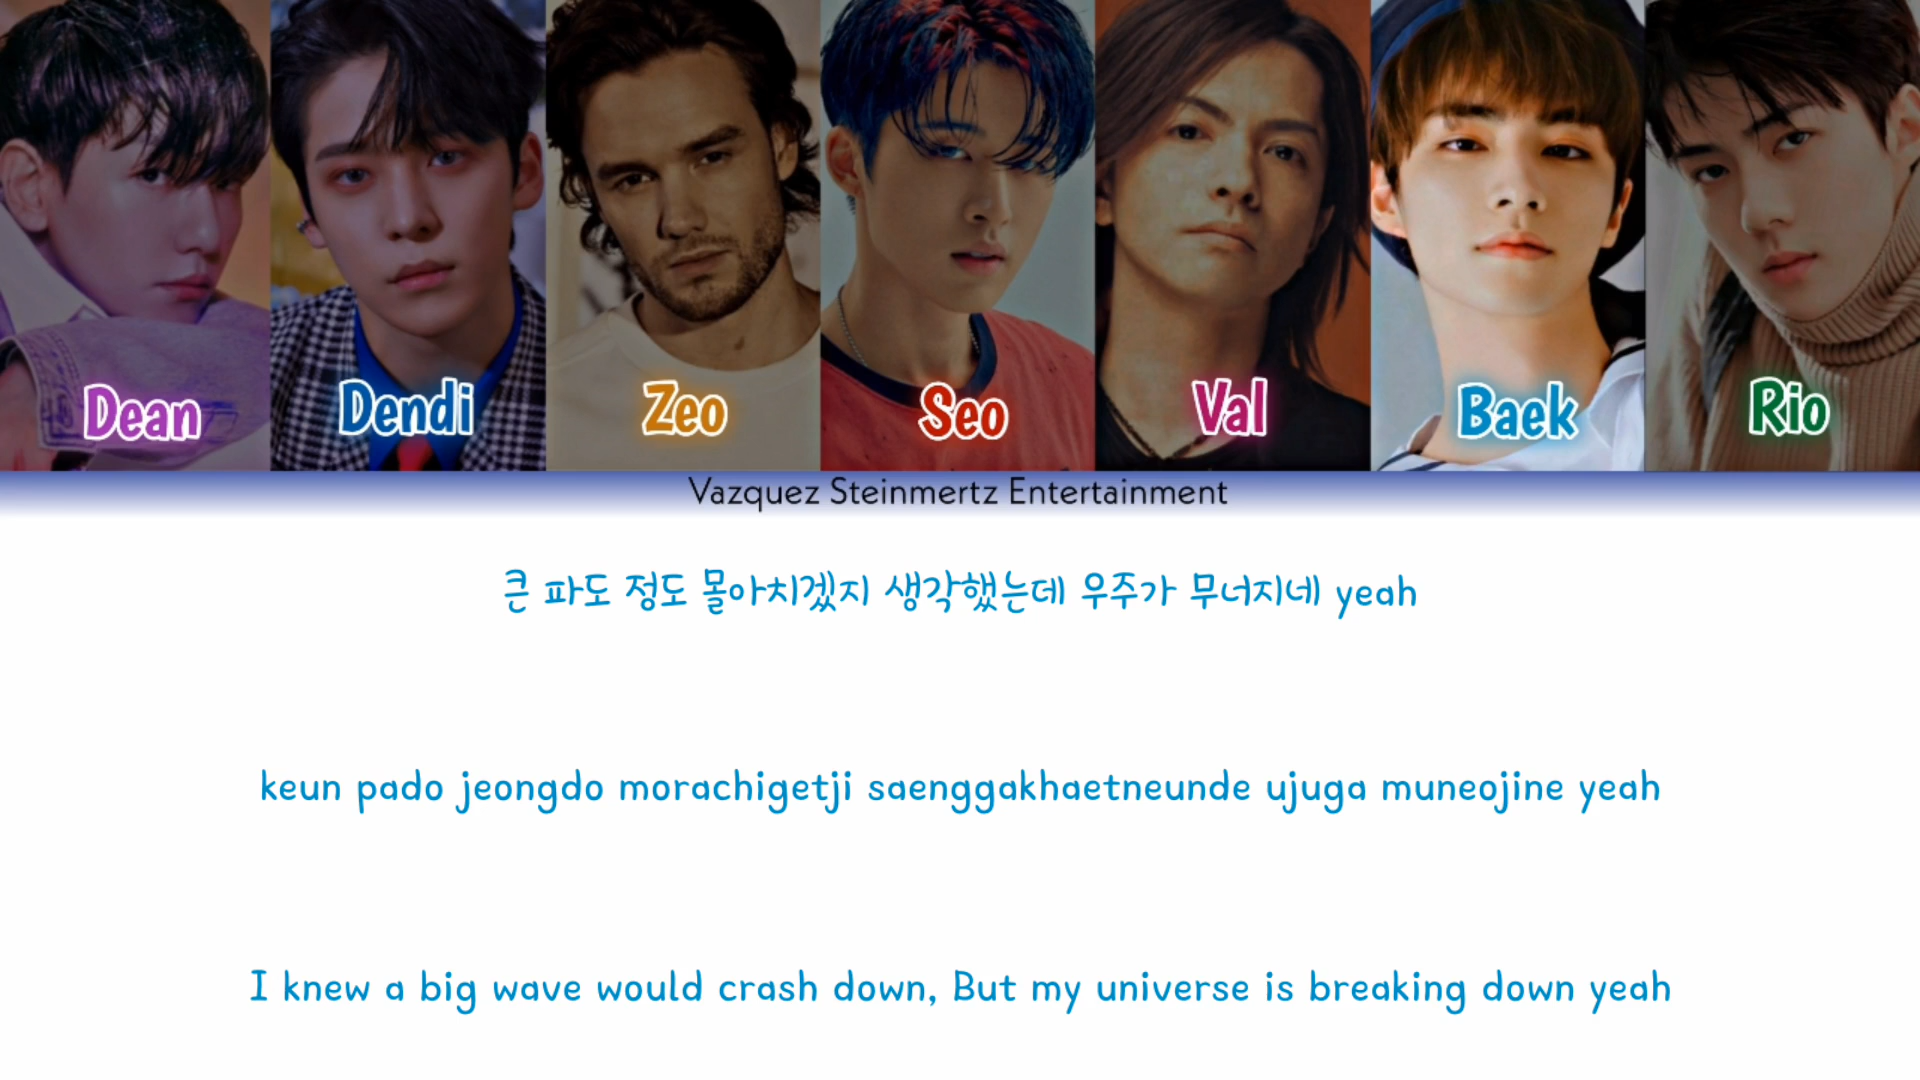 Dean Dendi Zeo Seo Val Baek Rio
Vazquez Steinmertz Entertainment
큰 파도 정도 몰아치겠지 생각했는데 우주가 무너지네 yeah
keun pado jeongdo morachigetji saenggakhaetneunde ujuga muneojine yeah
I knew a big wave would crash down, But my universe is breaking down yeah